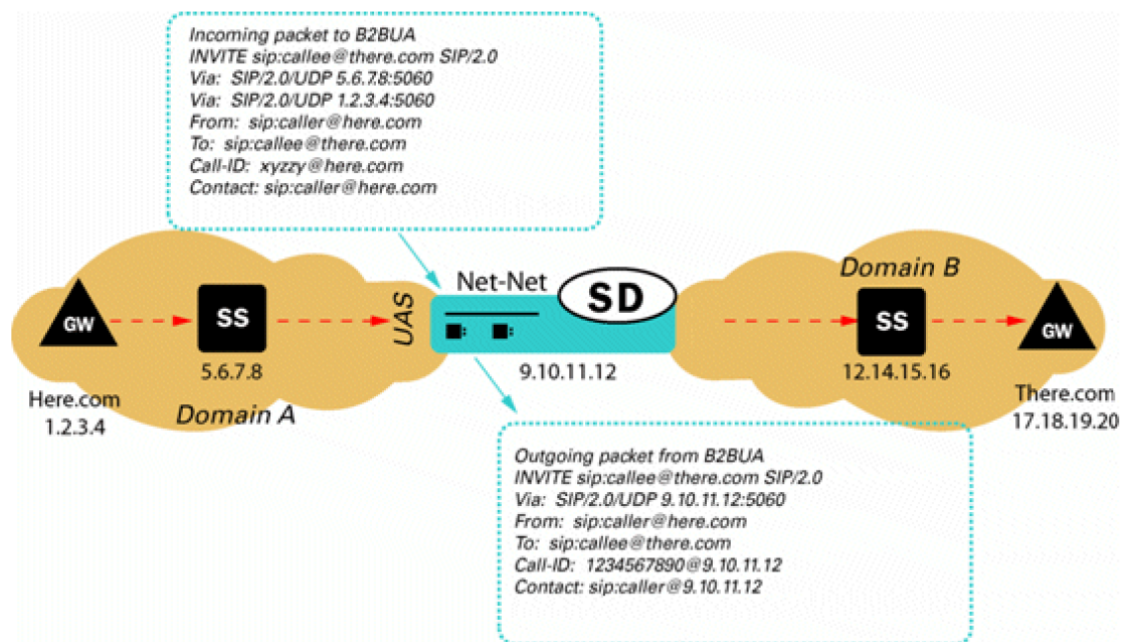 Incoming packet to B2BUA
INVITE sip:callee@there.com SIP/2.0
Via: SIP/2.0/UDP 5.6.7.8:5060
Via: SIP/2.0/UDP 1.2.3.4:5060
From: sip:caller@here.com
To: sip:callee@there.com
Call-ID: xyzzy@here.com
Contact: sip:caller@here.com
Domain B
Net-Net
SD
UAS
GW
SS
SS
GW
5.6.7.8
9.10.11.12
12.14.15.16
Here.com
1.2.3.4
Domain A
There.com
17.18.19.20
Outgoing packet from B2BUA
INVITE sip:callee@there.com SIP/2.0
Via: SIP/2.0/UDP 9.10.11.12:5060
From: sip:caller@here.com
To: sip:callee@there.com
Call-ID: 1234567890@9.10.11.12
Contact: sip:caller@9.10.11.12